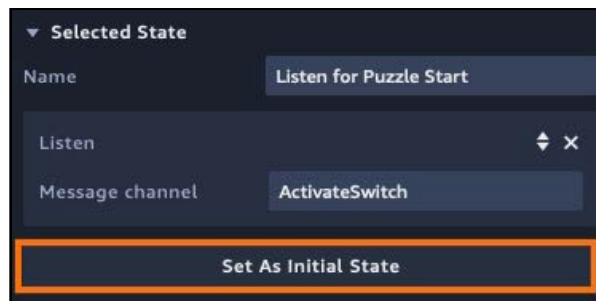 Selected State
Name Listen for Puzzle Start
Listen
Message channel ActivateSwitch
Set As Initial State